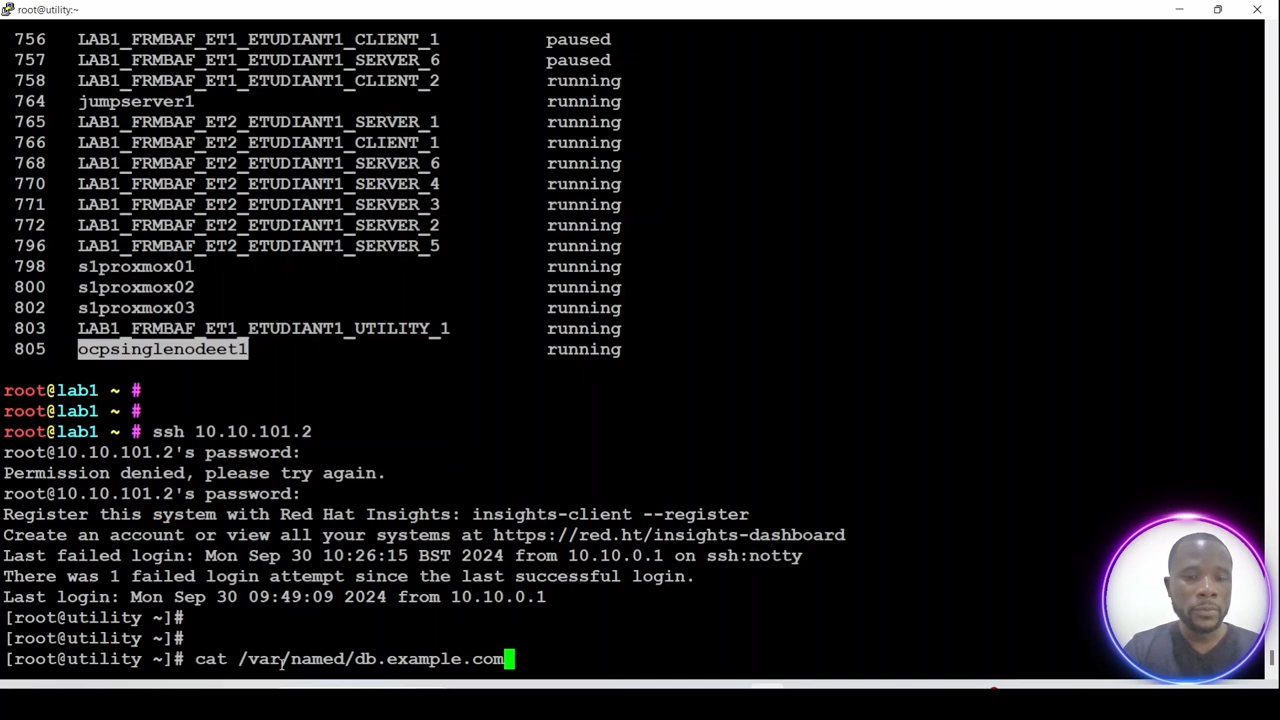 root@utility:~
756 LAB1_FRMBAF_ET1_ETUDIANT1_CLIENT_1 paused
757 LAB1_FRMBAF_ET1_ETUDIANT1_SERVER_6 paused
758 LAB1_FRMBAF_ET1_ETUDIANT1_CLIENT_2 running
764 jumpserver1 running
765 LAB1_FRMBAF_ET2_ETUDIANT1_SERVER_1 running
766 LAB1_FRMBAF_ET2_ETUDIANT1_CLIENT_1 running
768 LAB1_FRMBAF_ET2_ETUDIANT1_SERVER_6 running
770 LAB1_FRMBAF_ET2_ETUDIANT1_SERVER_4 running
771 LAB1_FRMBAF_ET2_ETUDIANT1_SERVER_3 running
772 LAB1_FRMBAF_ET2_ETUDIANT1_SERVER_2 running
796 LAB1_FRMBAF_ET2_ETUDIANT1_SERVER_5 running
798 s1proxmox01 running
800 s1proxmox02 running
802 s1proxmox03 running
803 LAB1_FRMBAF_ET1_ETUDIANT1_UTILITY_1 running
805 ocpsinglenodeet1 running
root@lab1 ~ #
root@lab1 ~ #
root@lab1 ~ # ssh 10.10.101.2
root@10.10.101.2's password:
Permission denied, please try again.
root@10.10.101.2's password:
Register this system with Red Hat Insights: insights-client --register
Create an account or view all your systems at https://red.ht/insights-dashboard
Last failed login: Mon Sep 30 10:26:15 BST 2024 from 10.10.0.1 on ssh:notty
There was 1 failed login attempt since the last successful login.
Last login: Mon Sep 30 09:49:09 2024 from 10.10.0.1
[root@utility ~]#
[root@utility ~]#
[root@utility ~]# cat /var/named/db.example.com